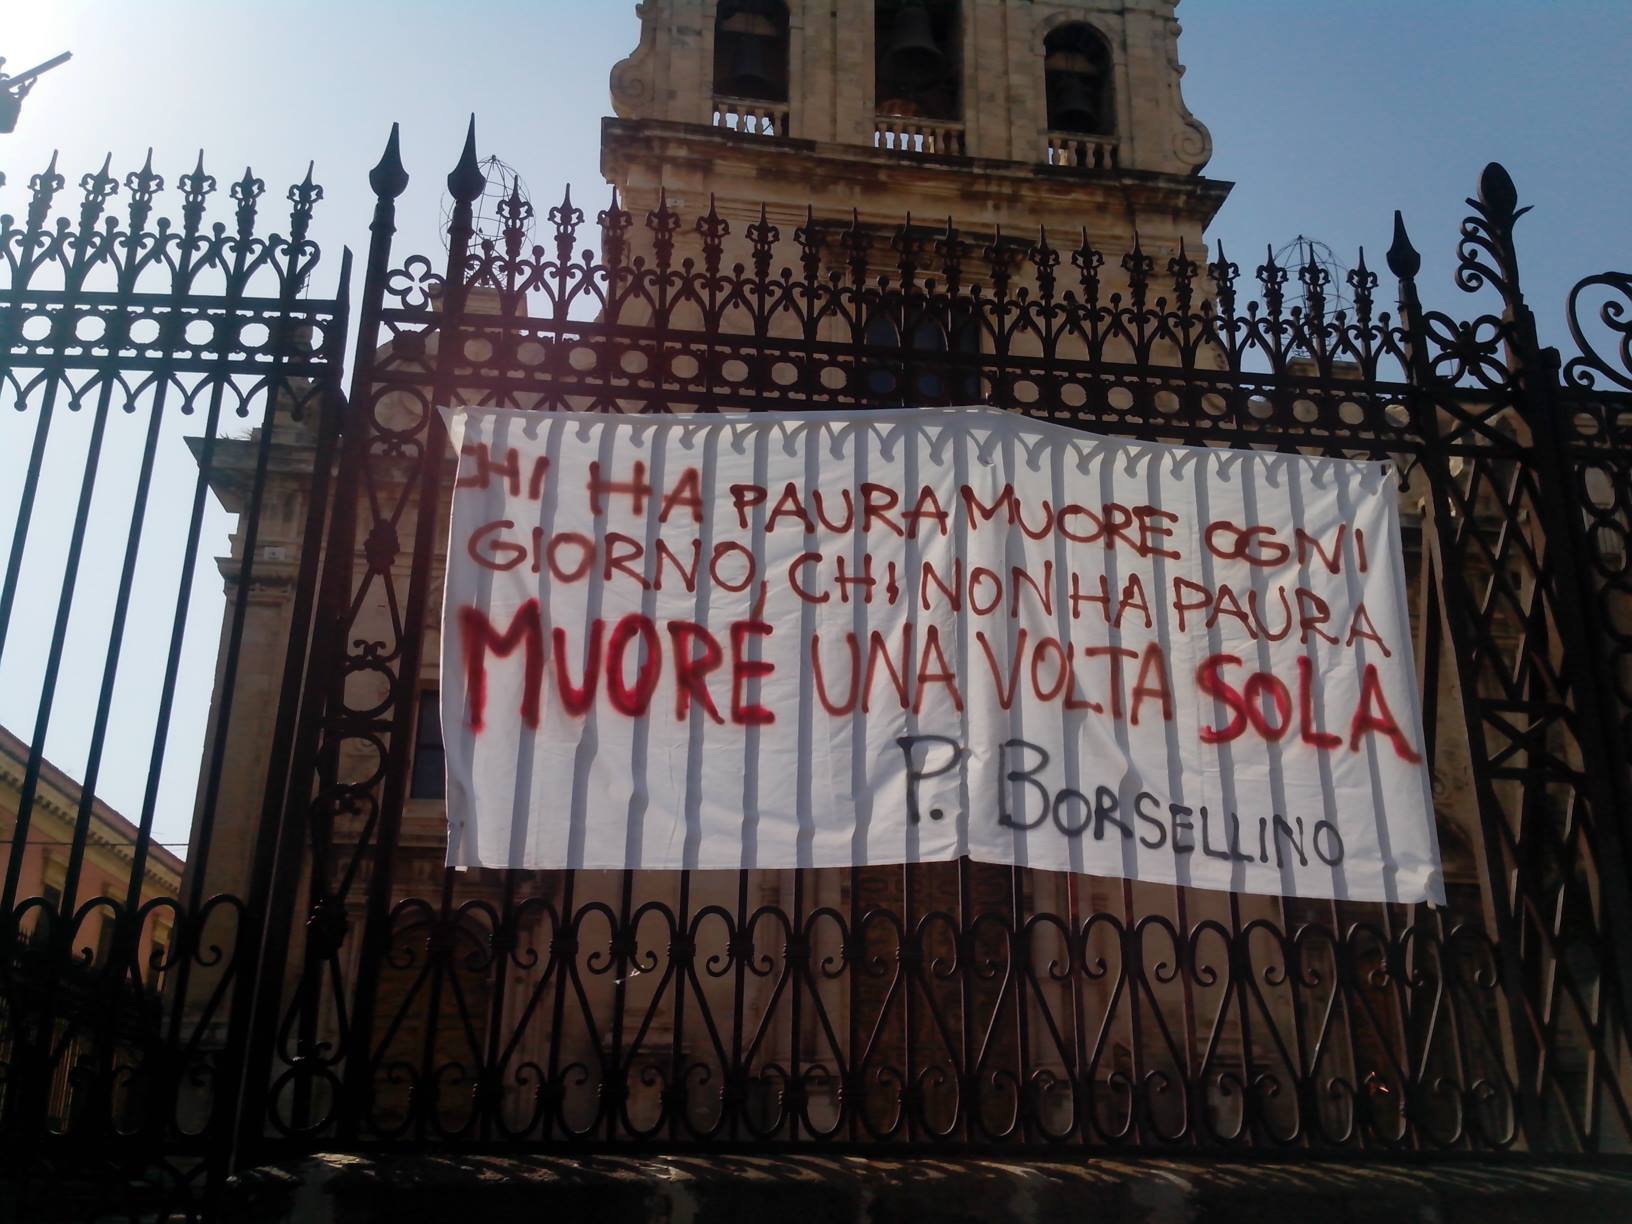 CHI HA PAURA MUORE OGNI
GIORNO, CHI NON HA PAURA
MUORE UNA VOLTA SOLA
P. BORSELLINO